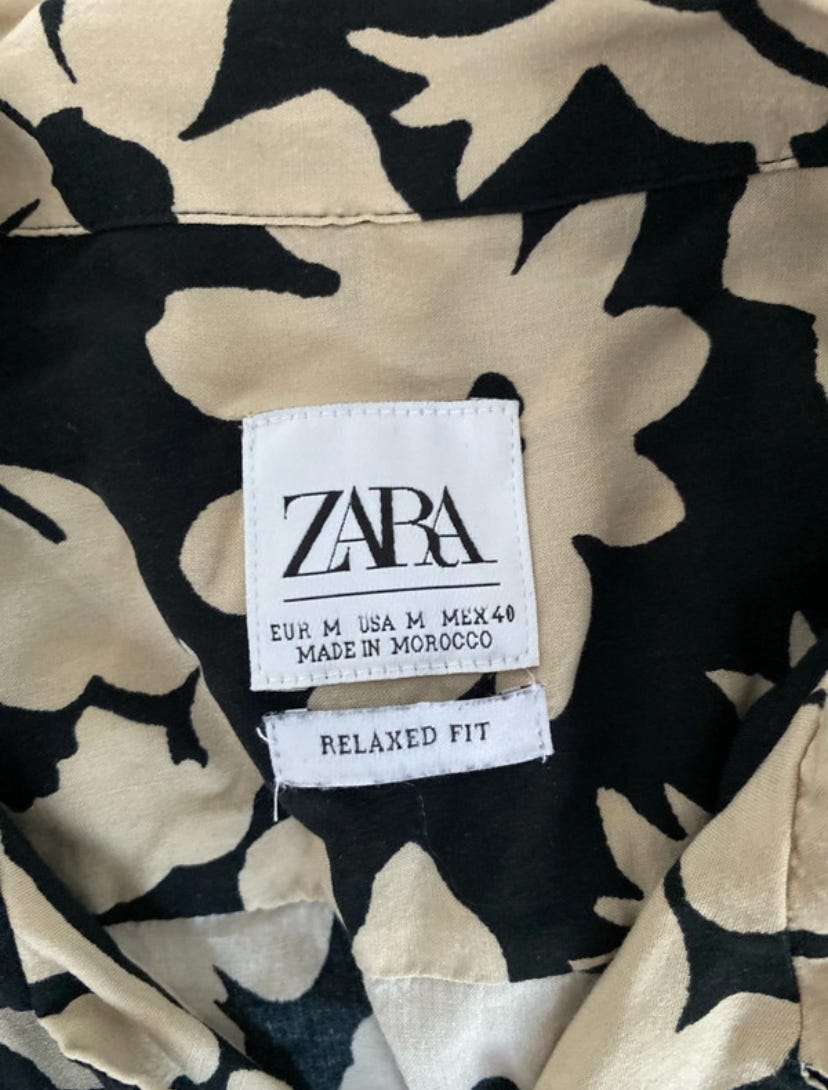 ZARA
EUR M USA M MEX 40
MADE IN MOROCCO
RELAXED FIT